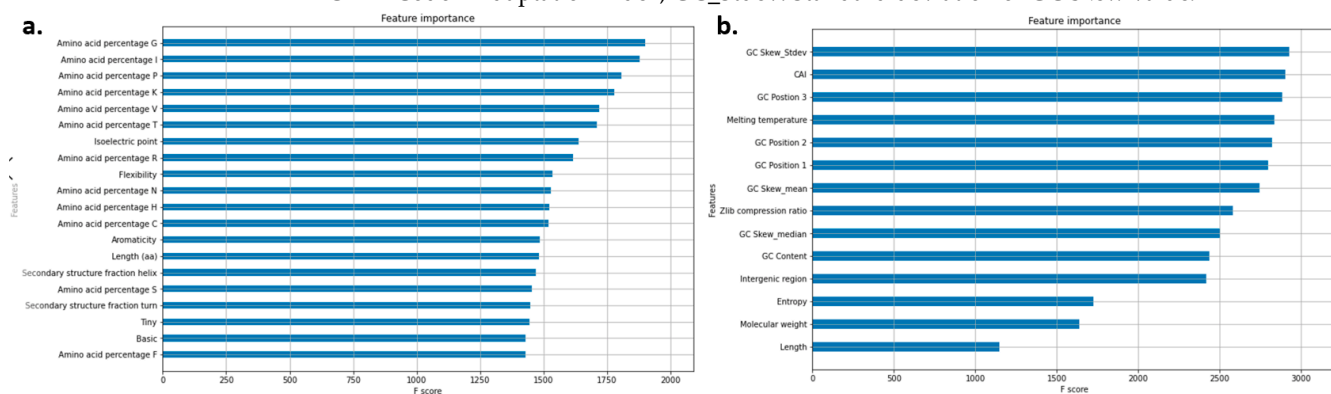 a.
Feature importance
Features
Amino acid percentage G
Amino acid percentage I
Amino acid percentage P
Amino acid percentage K
Amino acid percentage V
Amino acid percentage T
Isoelectric point
Amino acid percentage R
Flexibility
Amino acid percentage N
Amino acid percentage H
Amino acid percentage C
Aromaticity
Length (aa)
Secondary structure fraction helix
Amino acid percentage S
Secondary structure fraction turn
Tiny
Basic
Amino acid percentage F
0 250 500 750 1000 1250 1500 1750 2000
F score
b.
Feature importance
Features
GC Skew_Stdev
CAI
GC Postion 3
Melting temperature
GC Position 2
GC Position 1
GC Skew_mean
Zlib compression ratio
GC Skew_median
GC Content
Intergenic region
Entropy
Molecular weight
Length
0 500 1000 1500 2000 2500 3000
F score